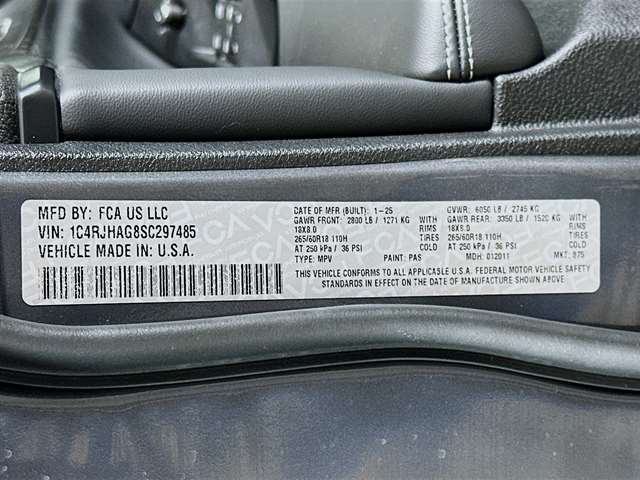 MFD BY: FCA US LLC
VIN: 1C4RJHAG8SC297485
VEHICLE MADE IN U.S.A.
DATE OF MFR (BUILT): 1-25 GVWR: 6050 LB / 2745 KG
GAWR FRONT: 2800 LB / 1271 KG GAWR REAR: 3350 LB / 1520 KG
18X8.0 RIMS 18X8.0 RIMS
265/60R18 110H TIRES 265/60R18 110H TIRES
AT 250 kPa / 36 PSI AT 250 kPa / 36 PSI
TYPE: MPV PAINT: PAS MDH: 012011 MKT: 875
THIS VEHICLE CONFORMS TO ALL APPLICABLE U.S.A. FEDERAL MOTOR VEHICLE SAFETY
STANDARDS IN EFFECT ON THE DATE OF MANUFACTURE SHOWN ABOVE